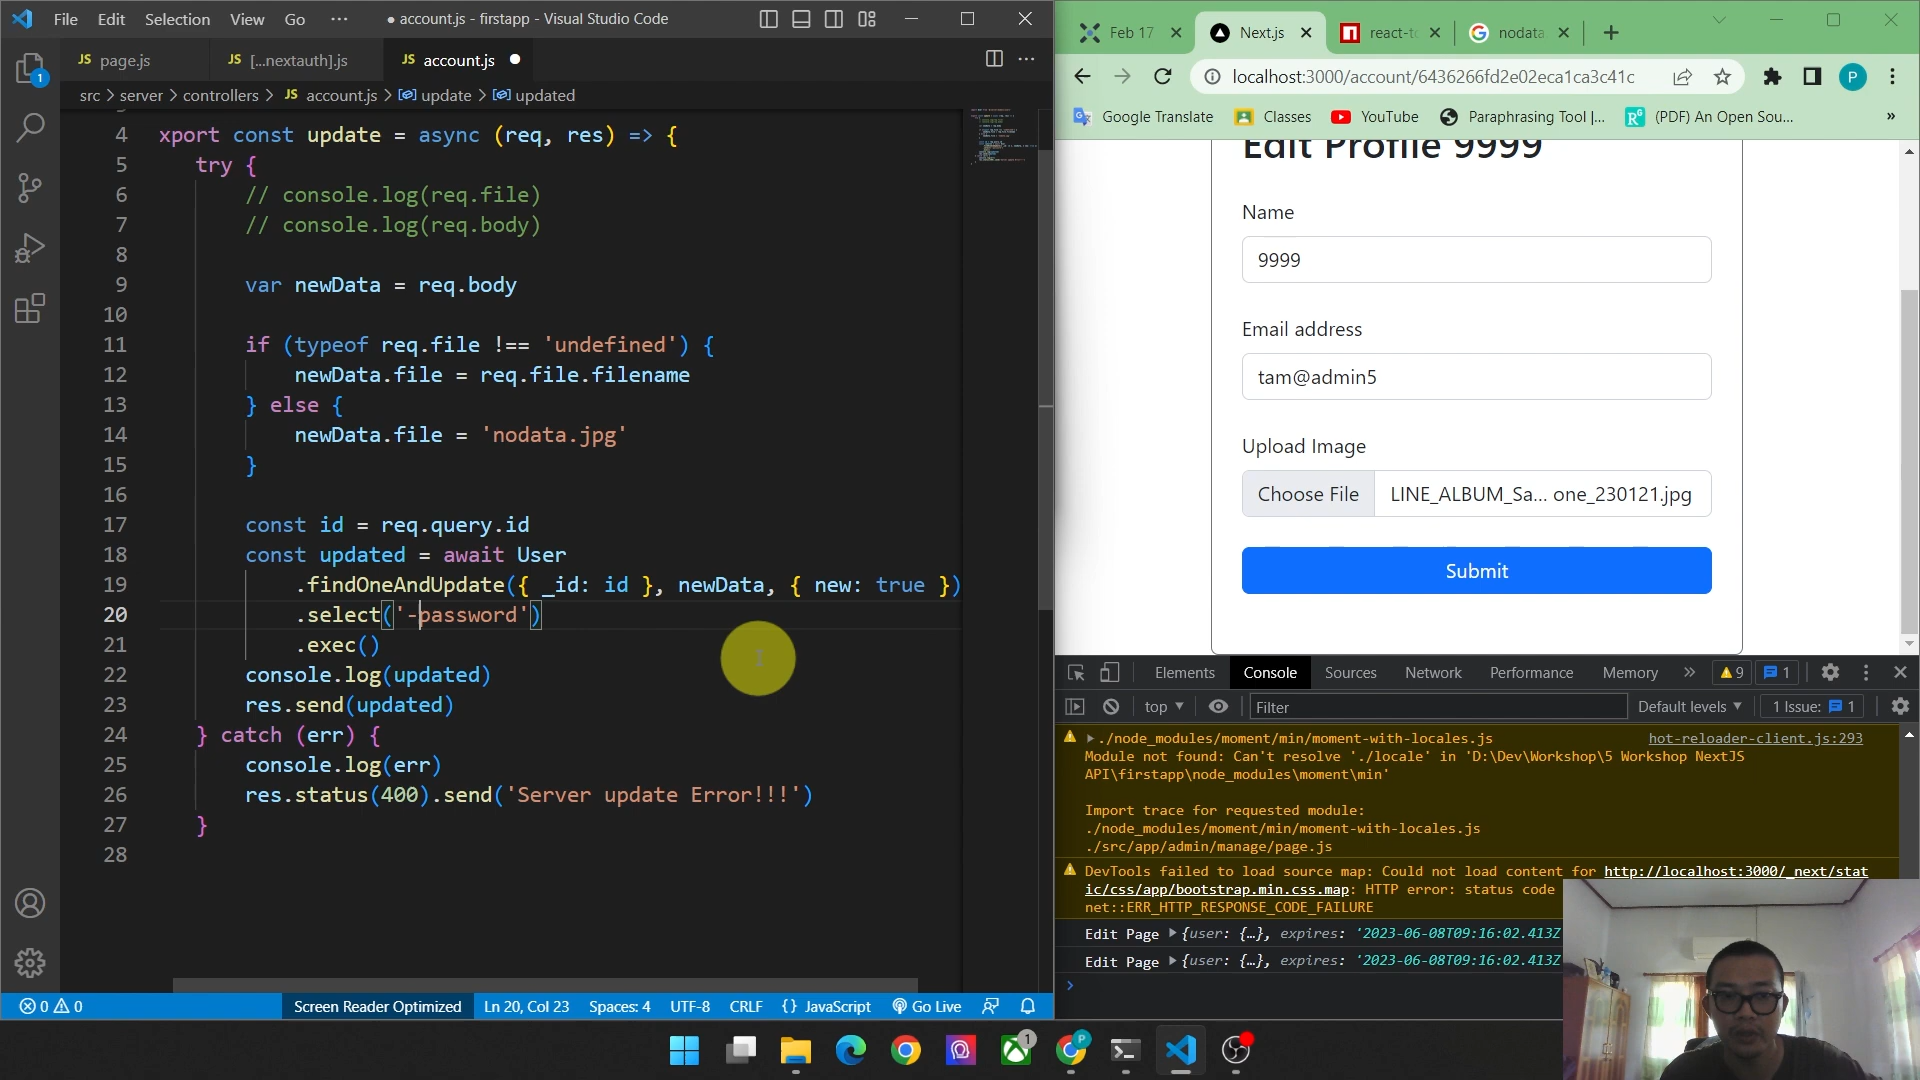 File Edit Selection View Go ··· ● account.js - firstapp - Visual Studio Code
JS page.js JS [...nextauth].js JS account.js ●
src > server > controllers > JS account.js > update > updated
4 xport const update = async (req, res) => {
5 try {
6 // console.log(req.file)
7 // console.log(req.body)
8
9 var newData = req.body
10
11 if (typeof req.file !== 'undefined') {
12 newData.file = req.file.filename
13 } else {
14 newData.file = 'nodata.jpg'
15 }
16
17 const id = req.query.id
18 const updated = await User
19 .findOneAndUpdate({ _id: id }, newData, { new: true })
20 .select('-password')
21 .exec()
22 console.log(updated)
23 res.send(updated)
24 } catch (err) {
25 console.log(err)
26 res.status(400).send('Server update Error!!!')
27 }
28
0 0 Screen Reader Optimized Ln 20, Col 23 Spaces: 4 UTF-8 CRLF {} JavaScript Go Live
1
Feb 17 Next.js react-to nodata
localhost:3000/account/6436266fd2e02eca1ca3c41c P
Google Translate Classes YouTube Paraphrasing Tool |... (PDF) An Open Sou... »
Edit Profile 9999
Name
9999
Email address
tam@admin5
Upload Image
Choose File LINE_ALBUM_Sa... one_230121.jpg
Submit
Elements Console Sources Network Performance Memory » 9 1
top Filter Default levels 1 Issue: 1
./node_modules/moment/min/moment-with-locales.js hot-reloader-client.js:293
Module not found: Can't resolve './locale' in 'D:\Dev\Workshop\5 Workshop NextJS
API\firstapp\node_modules\moment\min'
Import trace for requested module:
./node_modules/moment/min/moment-with-locales.js
./src/app/admin/manage/page.js
DevTools failed to load source map: Could not load content for http://localhost:3000/_next/stat
ic/css/app/bootstrap.min.css.map: HTTP error: status code
net::ERR_HTTP_RESPONSE_CODE_FAILURE
Edit Page {user: {…}, expires: '2023-06-08T09:16:02.413Z
Edit Page {user: {…}, expires: '2023-06-08T09:16:02.413Z
1 P